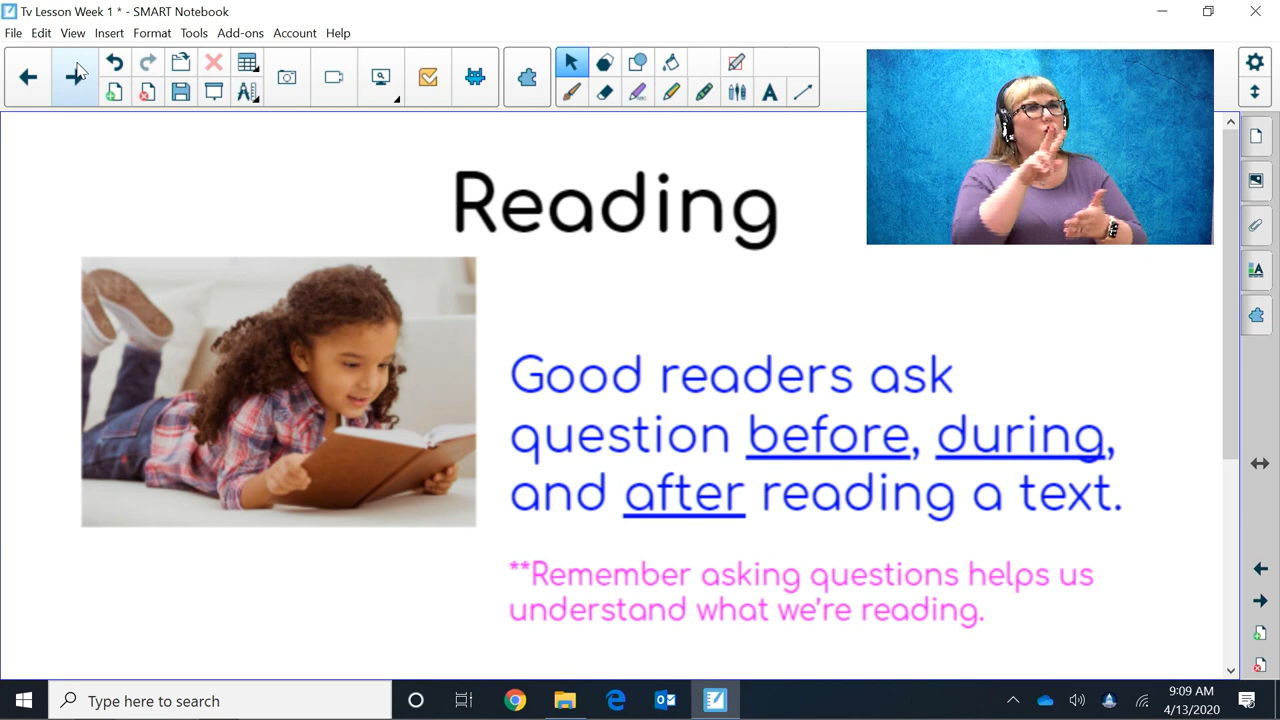 Tv Lesson Week 1 * - SMART Notebook
File Edit View Insert Format Tools Add-ons Account Help
Reading
Good readers ask
question before, during,
and after reading a text.
**Remember asking questions helps us
understand what we're reading.
Type here to search
9:09 AM
4/13/2020